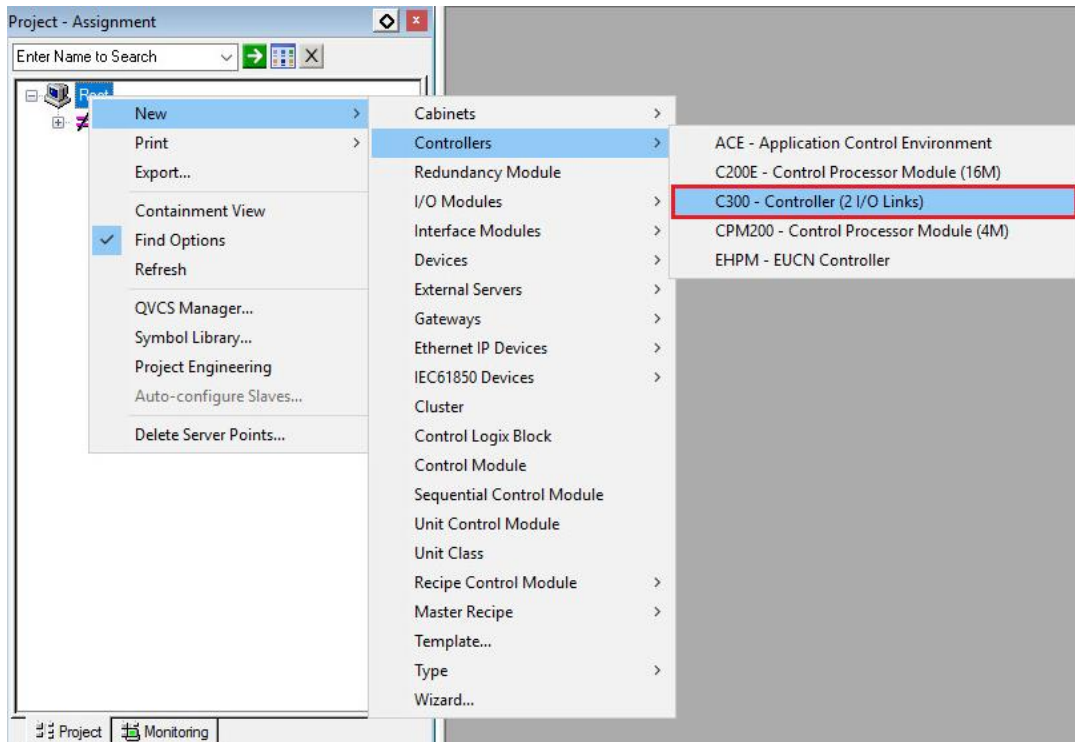 Project - Assignment
Enter Name to Search
New
Print
Export...
Containment View
Find Options
Refresh
QVCS Manager...
Symbol Library...
Project Engineering
Auto-configure Slaves...
Delete Server Points...
Cabinets
Controllers
Redundancy Module
I/O Modules
Interface Modules
Devices
External Servers
Gateways
Ethernet IP Devices
IEC61850 Devices
Cluster
Control Logix Block
Control Module
Sequential Control Module
Unit Control Module
Unit Class
Recipe Control Module
Master Recipe
Template...
Type
Wizard...
ACE - Application Control Environment
C200E - Control Processor Module (16M)
C300 - Controller (2 I/O Links)
CPM200 - Control Processor Module (4M)
EHPM - EUCN Controller
Project
Monitoring